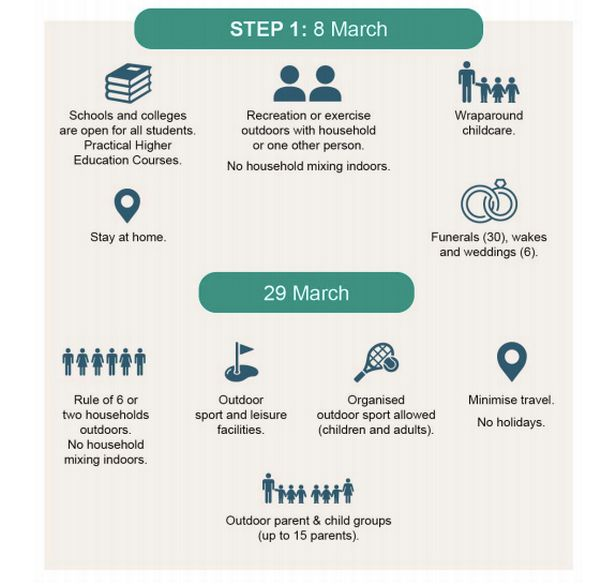 STEP 1: 8 March
Schools and colleges
are open for all students.
Practical Higher
Education Courses.
Recreation or exercise
outdoors with household
or one other person.
No household mixing indoors.
Wraparound
childcare.
Stay at home.
Funerals (30), wakes
and weddings (6).
29 March
Rule of 6 or
two households
outdoors.
No household
mixing indoors.
Outdoor
sport and leisure
facilities.
Organised
outdoor sport allowed
(children and adults).
Minimise travel.
No holidays.
Outdoor parent & child groups
(up to 15 parents).